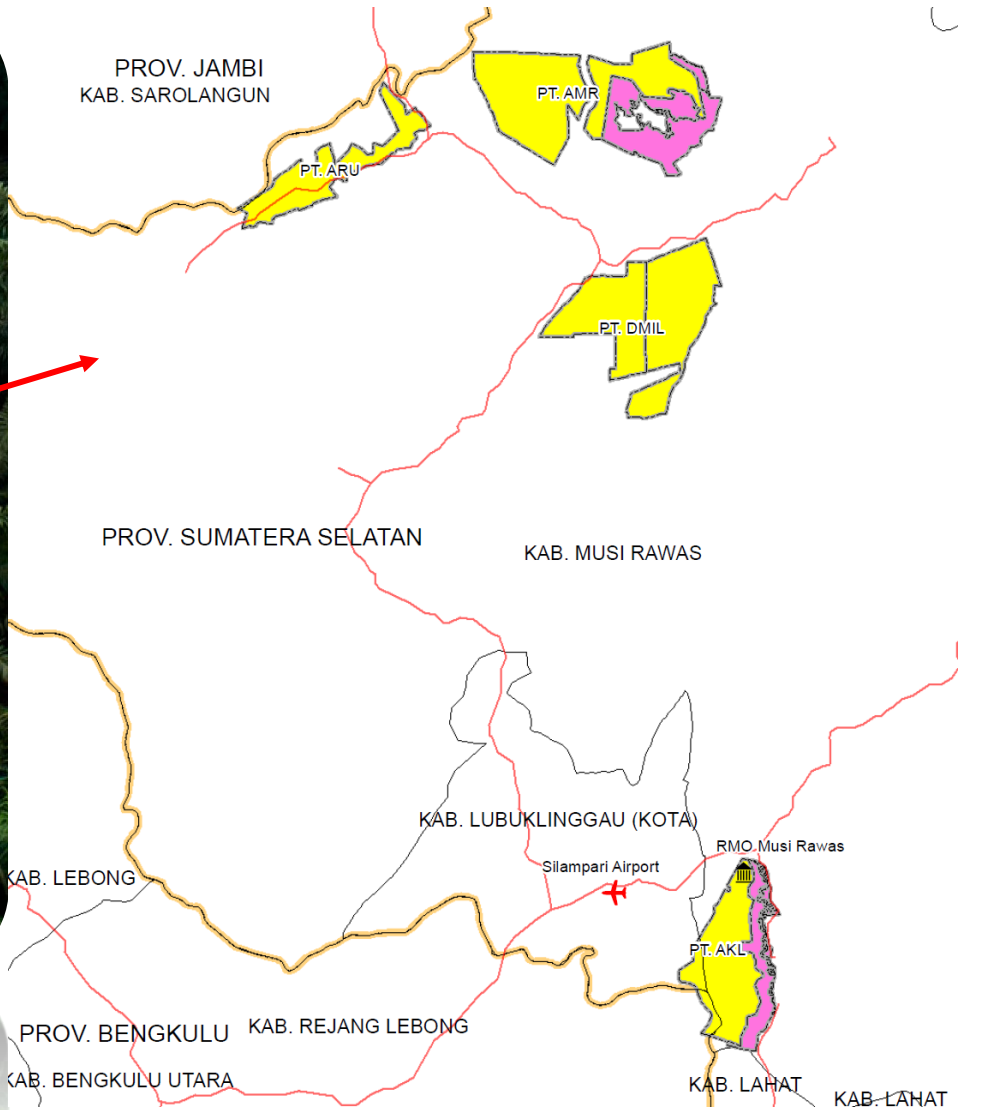 PROV. JAMBI
KAB. SAROLANGUN
PT. AMR
PT. ARU
PT. DMIL
PROV. SUMATERA SELATAN
KAB. MUSI RAWAS
KAB. LUBUKLINGGAU (KOTA)
RMO Musi Rawas
Silampari Airport
KAB. LEBONG
PT. AKL
PROV. BENGKULU
KAB. REJANG LEBONG
KAB. BENGKULU UTARA
KAB. LAHAT
KAB. LAHAT